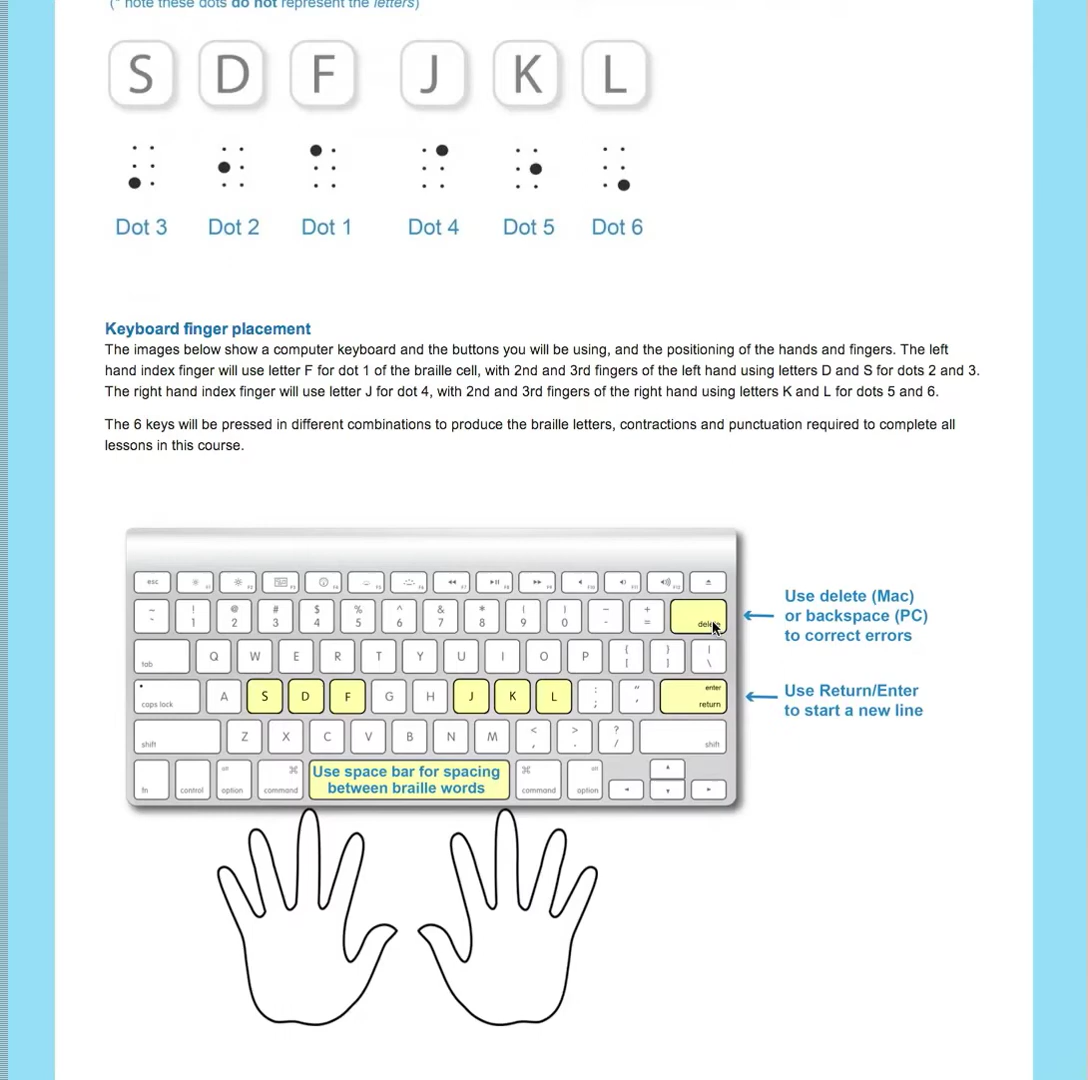 (* note these dots do not represent the letters)
S D F J K L
Dot 3 Dot 2 Dot 1 Dot 4 Dot 5 Dot 6
Keyboard finger placement
The images below show a computer keyboard and the buttons you will be using, and the positioning of the hands and fingers. The left
hand index finger will use letter F for dot 1 of the braille cell, with 2nd and 3rd fingers of the left hand using letters D and S for dots 2 and 3.
The right hand index finger will use letter J for dot 4, with 2nd and 3rd fingers of the right hand using letters K and L for dots 5 and 6.
The 6 keys will be pressed in different combinations to produce the braille letters, contractions and punctuation required to complete all
lessons in this course.
esc
~ ! @ # $ % ^ & * ( ) – +
` 1 2 3 4 5 6 7 8 9 0 - = delete
Use delete (Mac)
or backspace (PC)
to correct errors
tab Q W E R T Y U I O P { [ } ] | \
caps lock A S D F G H J K L : ; " ' enter return
Use Return/Enter
to start a new line
shift Z X C V B N M < , > . ? / shift
fn control alt option ⌘ command
Use space bar for spacing
between braille words
⌘ command alt option